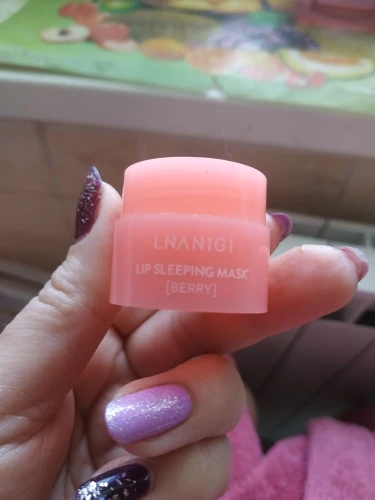 LNANIGI
LIP SLEEPING MASK
[BERRY]